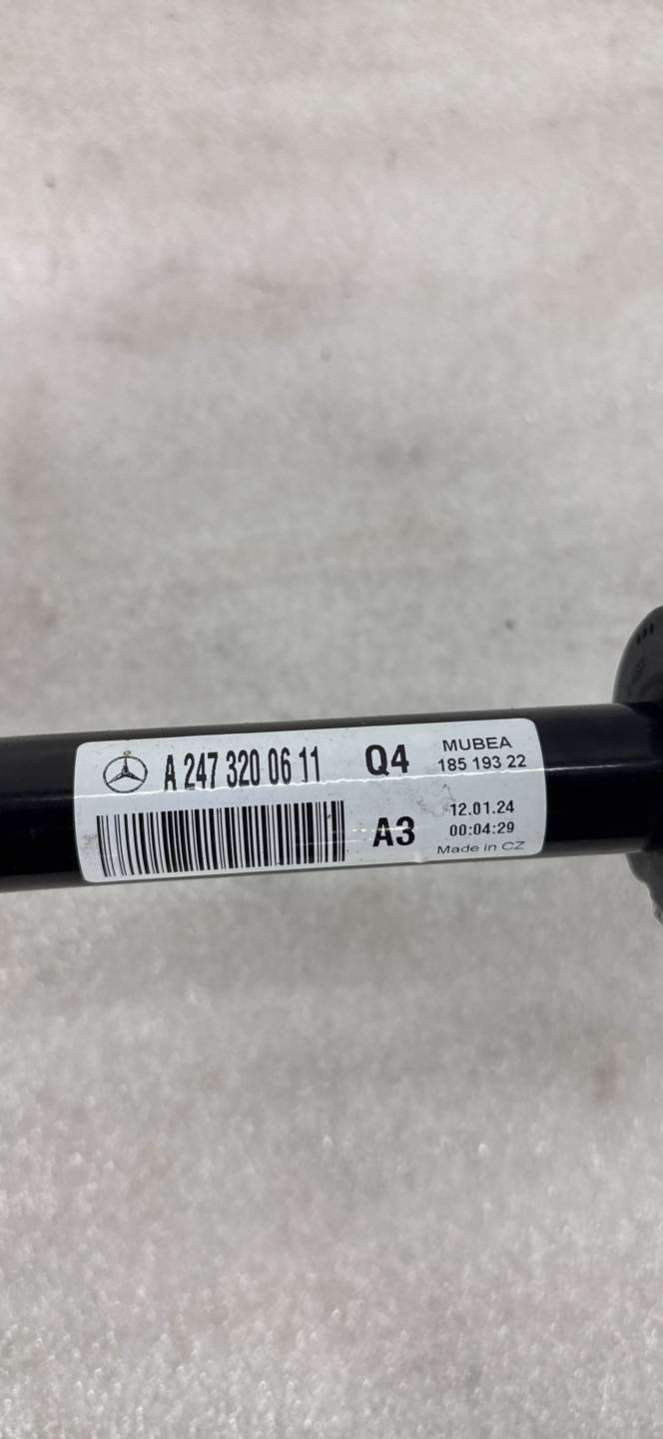 A 247 320 06 11
Q4
A3
MUBEA
185 193 22
12.01.24
00:04:29
Made in CZ